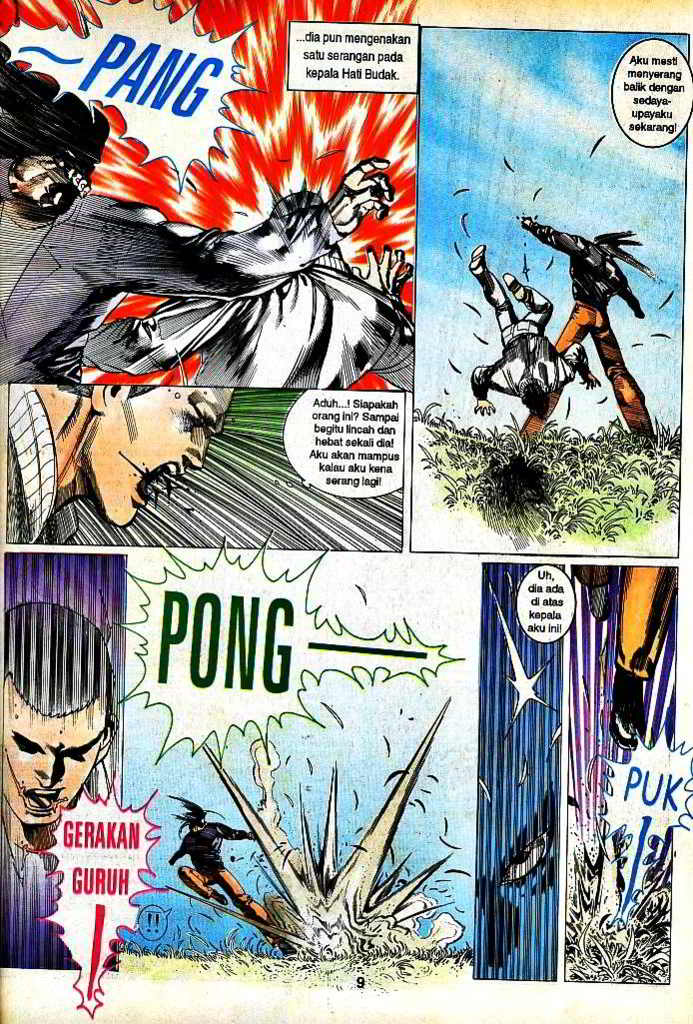 ~PANG
...dia pun mengenakan
satu serangan pada
kepala Hati Budak.
Aku mesti
menyerang
balik dengan
sedaya-
upayaku
sekarang!
Aduh...! Siapakah
orang ini? Sampai
begitu lincah dan
hebat sekali dia!
Aku akan mampus
kalau aku kena
serang lagi!
PONG —
GERAKAN
GURUH
!
!!
Uh,
dia ada
di atas
kepala
aku ini!
PUK
!
9